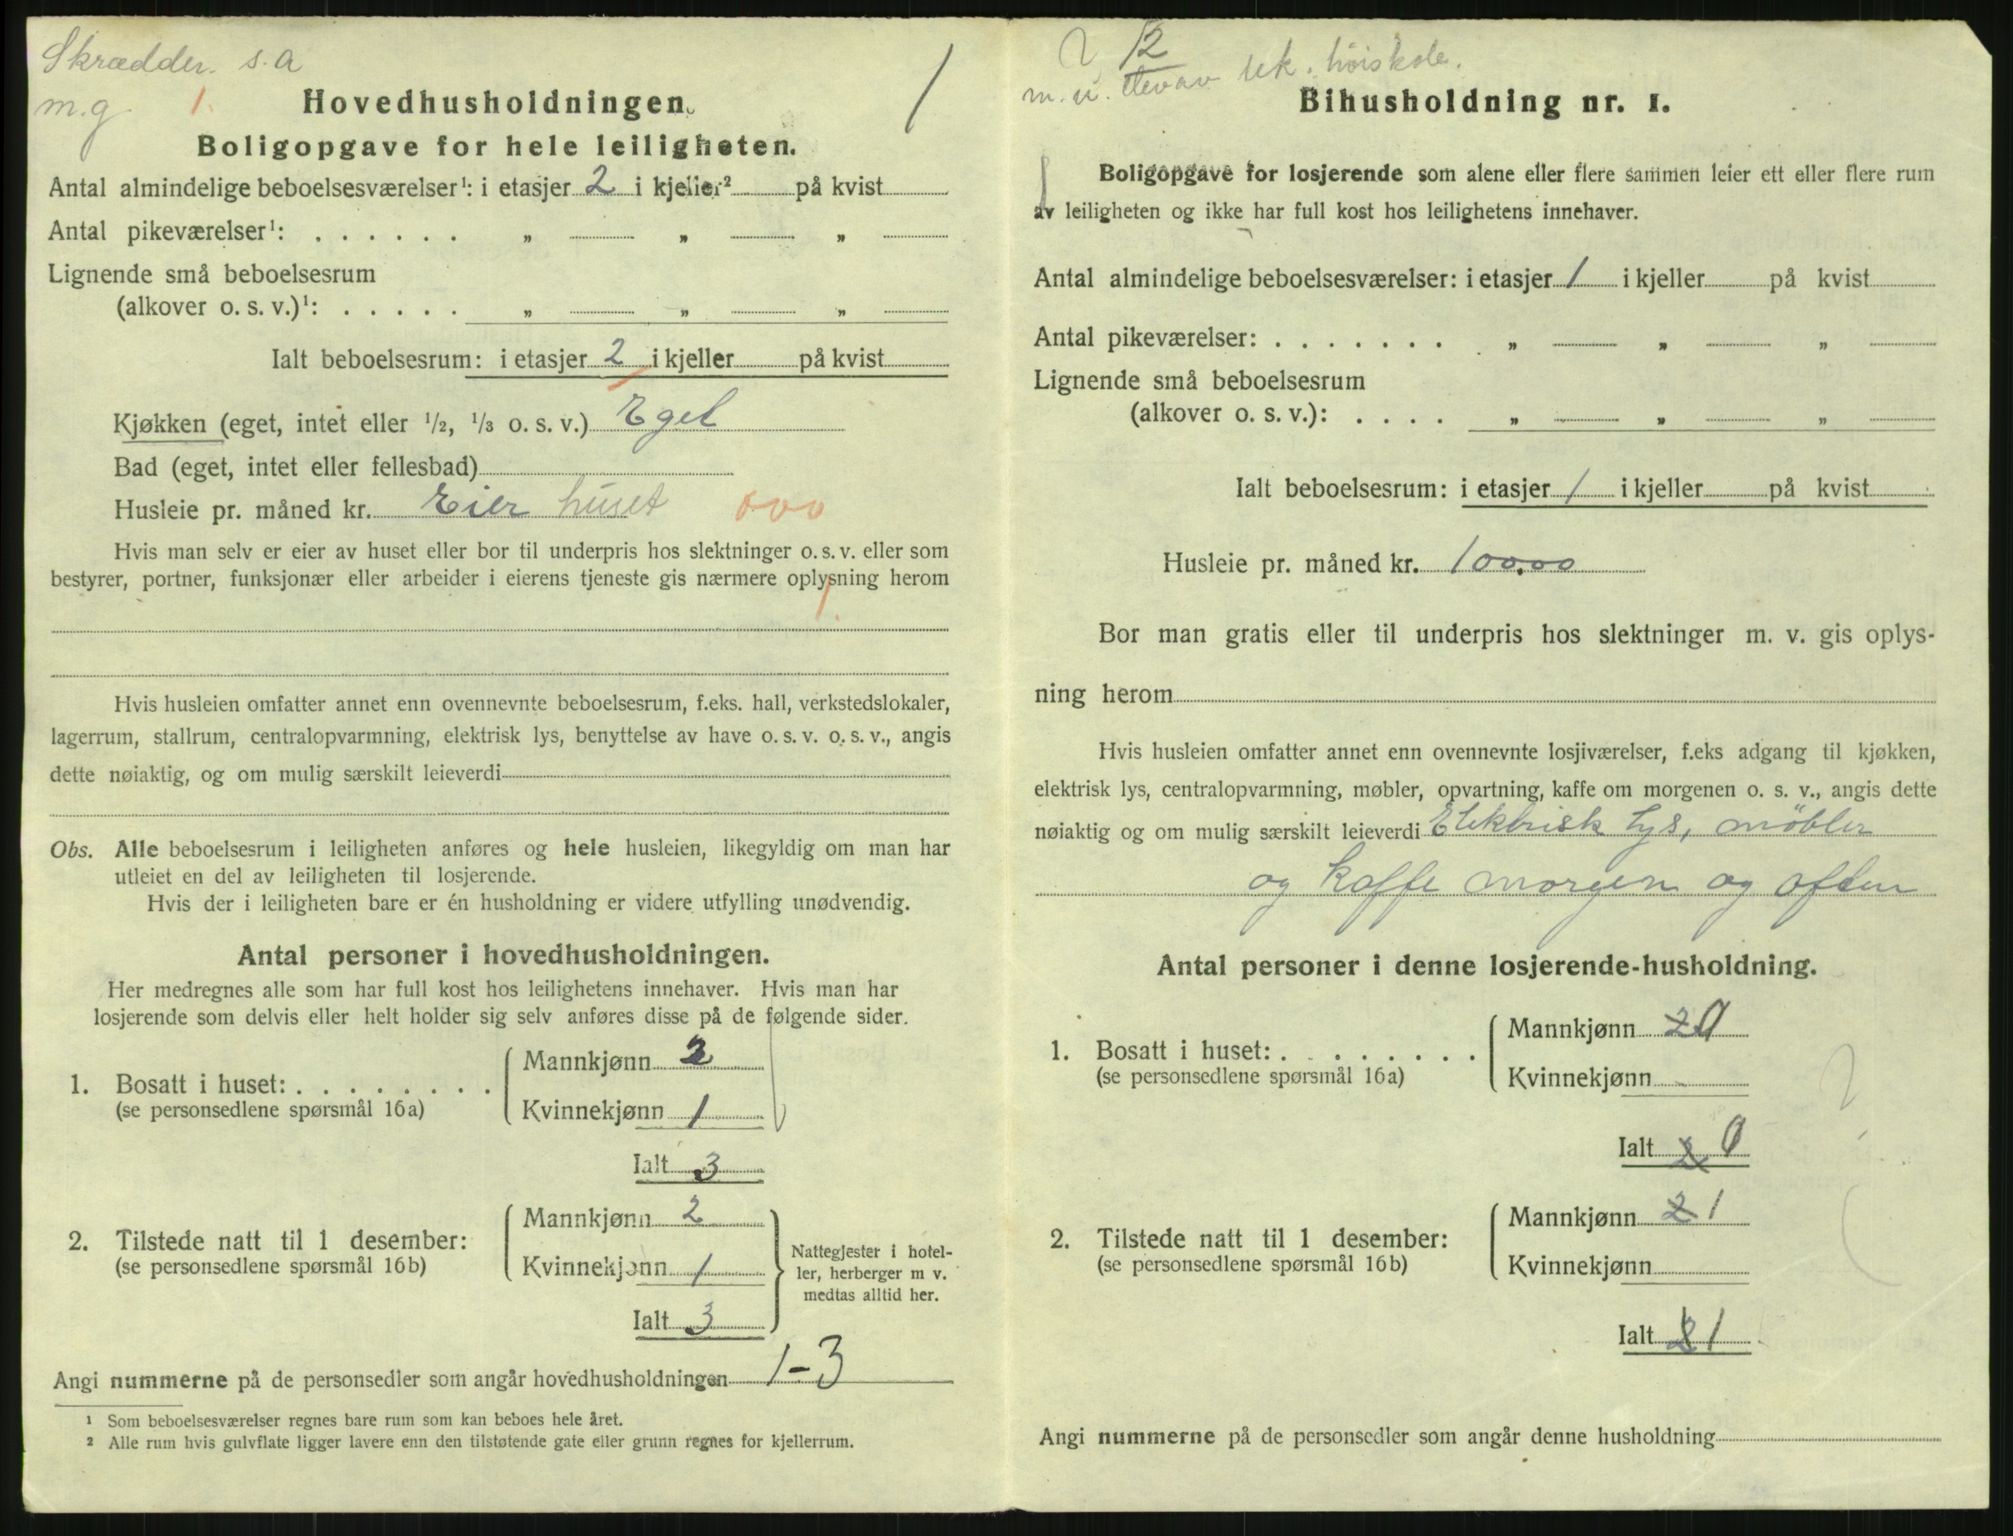 Skrædder. s.a
m.g. 1.
1
Hovedhusholdningen.
Boligopgave for hele leiligheten.
Antal almindelige beboelsesværelser¹: i etasjer 2 i kjeller² på kvist
Antal pikeværelser¹: . . . . . . „ „ „
Lignende små beboelsesrum
(alkover o. s. v.)¹: . . . . . „ „ „
Ialt beboelsesrum: i etasjer 2 i kjeller på kvist
Kjøkken (eget, intet eller 1/2, 1/3 o. s. v.) Eget
Bad (eget, intet eller fellesbad)
Husleie pr. måned kr. Eier huset 000
Hvis man selv er eier av huset eller bor til underpris hos slektninger o. s. v. eller som
bestyrer, portner, funksjonær eller arbeider i eierens tjeneste gis nærmere oplysning herom
1.
Hvis husleien omfatter annet enn ovennevnte beboelsesrum, f.eks. hall, verkstedslokaler,
lagerrum, stallrum, centralopvarmning, elektrisk lys, benyttelse av have o. s. v. o. s. v., angis
dette nøiaktig, og om mulig særskilt leieverdi
Obs. Alle beboelsesrum i leiligheten anføres og hele husleien, likegyldig om man har
utleiet en del av leiligheten til losjerende.
Hvis der i leiligheten bare er én husholdning er videre utfylling unødvendig.
Antal personer i hovedhusholdningen.
Her medregnes alle som har full kost hos leilighetens innehaver. Hvis man har
losjerende som delvis eller helt holder sig selv anføres disse på de følgende sider.
Mannkjønn 2
1. Bosatt i huset: . . . . . . . .
(se personsedlene spørsmål 16a)
Kvinnekjønn 1
Ialt 3
Mannkjønn 2
2. Tilstede natt til 1 desember:
(se personsedlene spørsmål 16b)
Kvinnekjønn 1
Ialt 3
Nattegjester i hotel-
ler, herberger m v.
medtas alltid her.
Angi nummerne på de personsedler som angår hovedhusholdningen 1-3
¹ Som beboelsesværelser regnes bare rum som kan beboes hele året.
² Alle rum hvis gulvflate ligger lavere enn den tilstøtende gate eller grunn regnes for kjellerrum.
12
m. u. Elev av tek. høiskole.
Bihusholdning nr. 1.
Boligopgave for losjerende som alene eller flere sammen leier ett eller flere rum
av leiligheten og ikke har full kost hos leilighetens innehaver.
Antal almindelige beboelsesværelser: i etasjer 1 i kjeller på kvist
Antal pikeværelser: . . . . . . . „ „ „
Lignende små beboelsesrum
(alkover o. s. v.): . . . . „ „ „
Ialt beboelsesrum: i etasjer 1 i kjeller på kvist
Husleie pr. måned kr. 100.00
Bor man gratis eller til underpris hos slektninger m. v. gis oplys-
ning herom
Hvis husleien omfatter annet enn ovennevnte losjiværelser, f.eks adgang til kjøkken,
elektrisk lys, centralopvarmning, møbler, opvartning, kaffe om morgenen o. s. v., angis dette
nøiaktig og om mulig særskilt leieverdi Elektrisk lys, möbler
og kaffe morgen og aften
Antal personer i denne losjerende-husholdning.
Mannkjønn 2 0
1. Bosatt i huset: . . . . . . . .
(se personsedlene spørsmål 16a)
Kvinnekjønn
Ialt 2 0
Mannkjønn 2 1
2. Tilstede natt til 1 desember:
(se personsedlene spørsmål 16b)
Kvinnekjønn
Ialt 2 1
Angi nummerne på de personsedler som angår denne husholdning